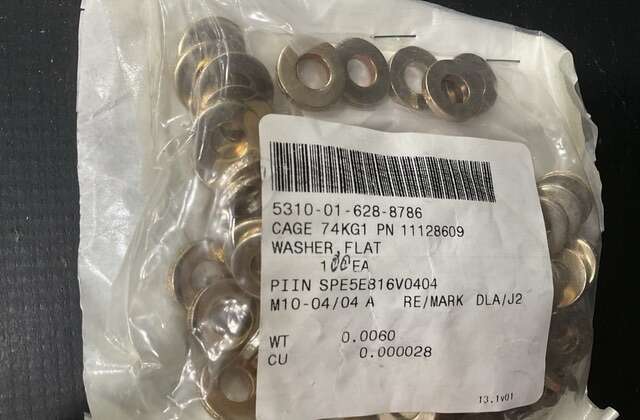 5310-01-628-8786
CAGE 74KG1 PN 11128609
WASHER,FLAT
100 EA
PIIN SPE5E816V0404
M10-04/04 A RE/MARK DLA/J2
WT 0.0060
CU 0.000028
13.1v01